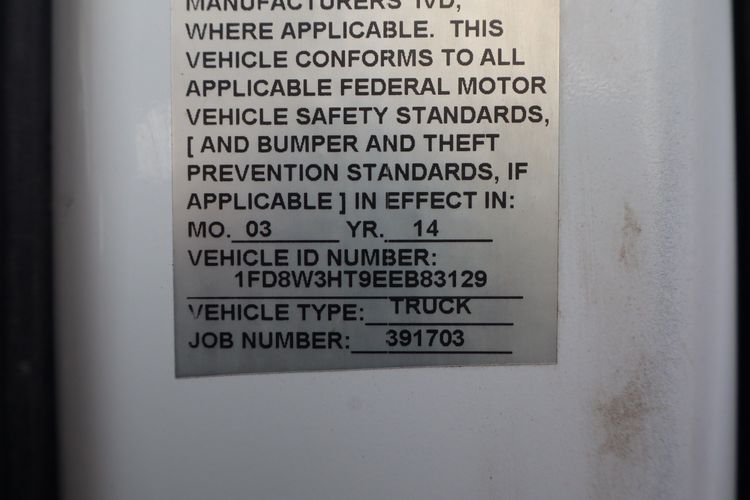 MANUFACTURERS' IVD,
WHERE APPLICABLE. THIS
VEHICLE CONFORMS TO ALL
APPLICABLE FEDERAL MOTOR
VEHICLE SAFETY STANDARDS,
[ AND BUMPER AND THEFT
PREVENTION STANDARDS, IF
APPLICABLE ] IN EFFECT IN:
MO. 03 YR. 14
VEHICLE ID NUMBER:
1FD8W3HT9EEB83129
VEHICLE TYPE: TRUCK
JOB NUMBER: 391703